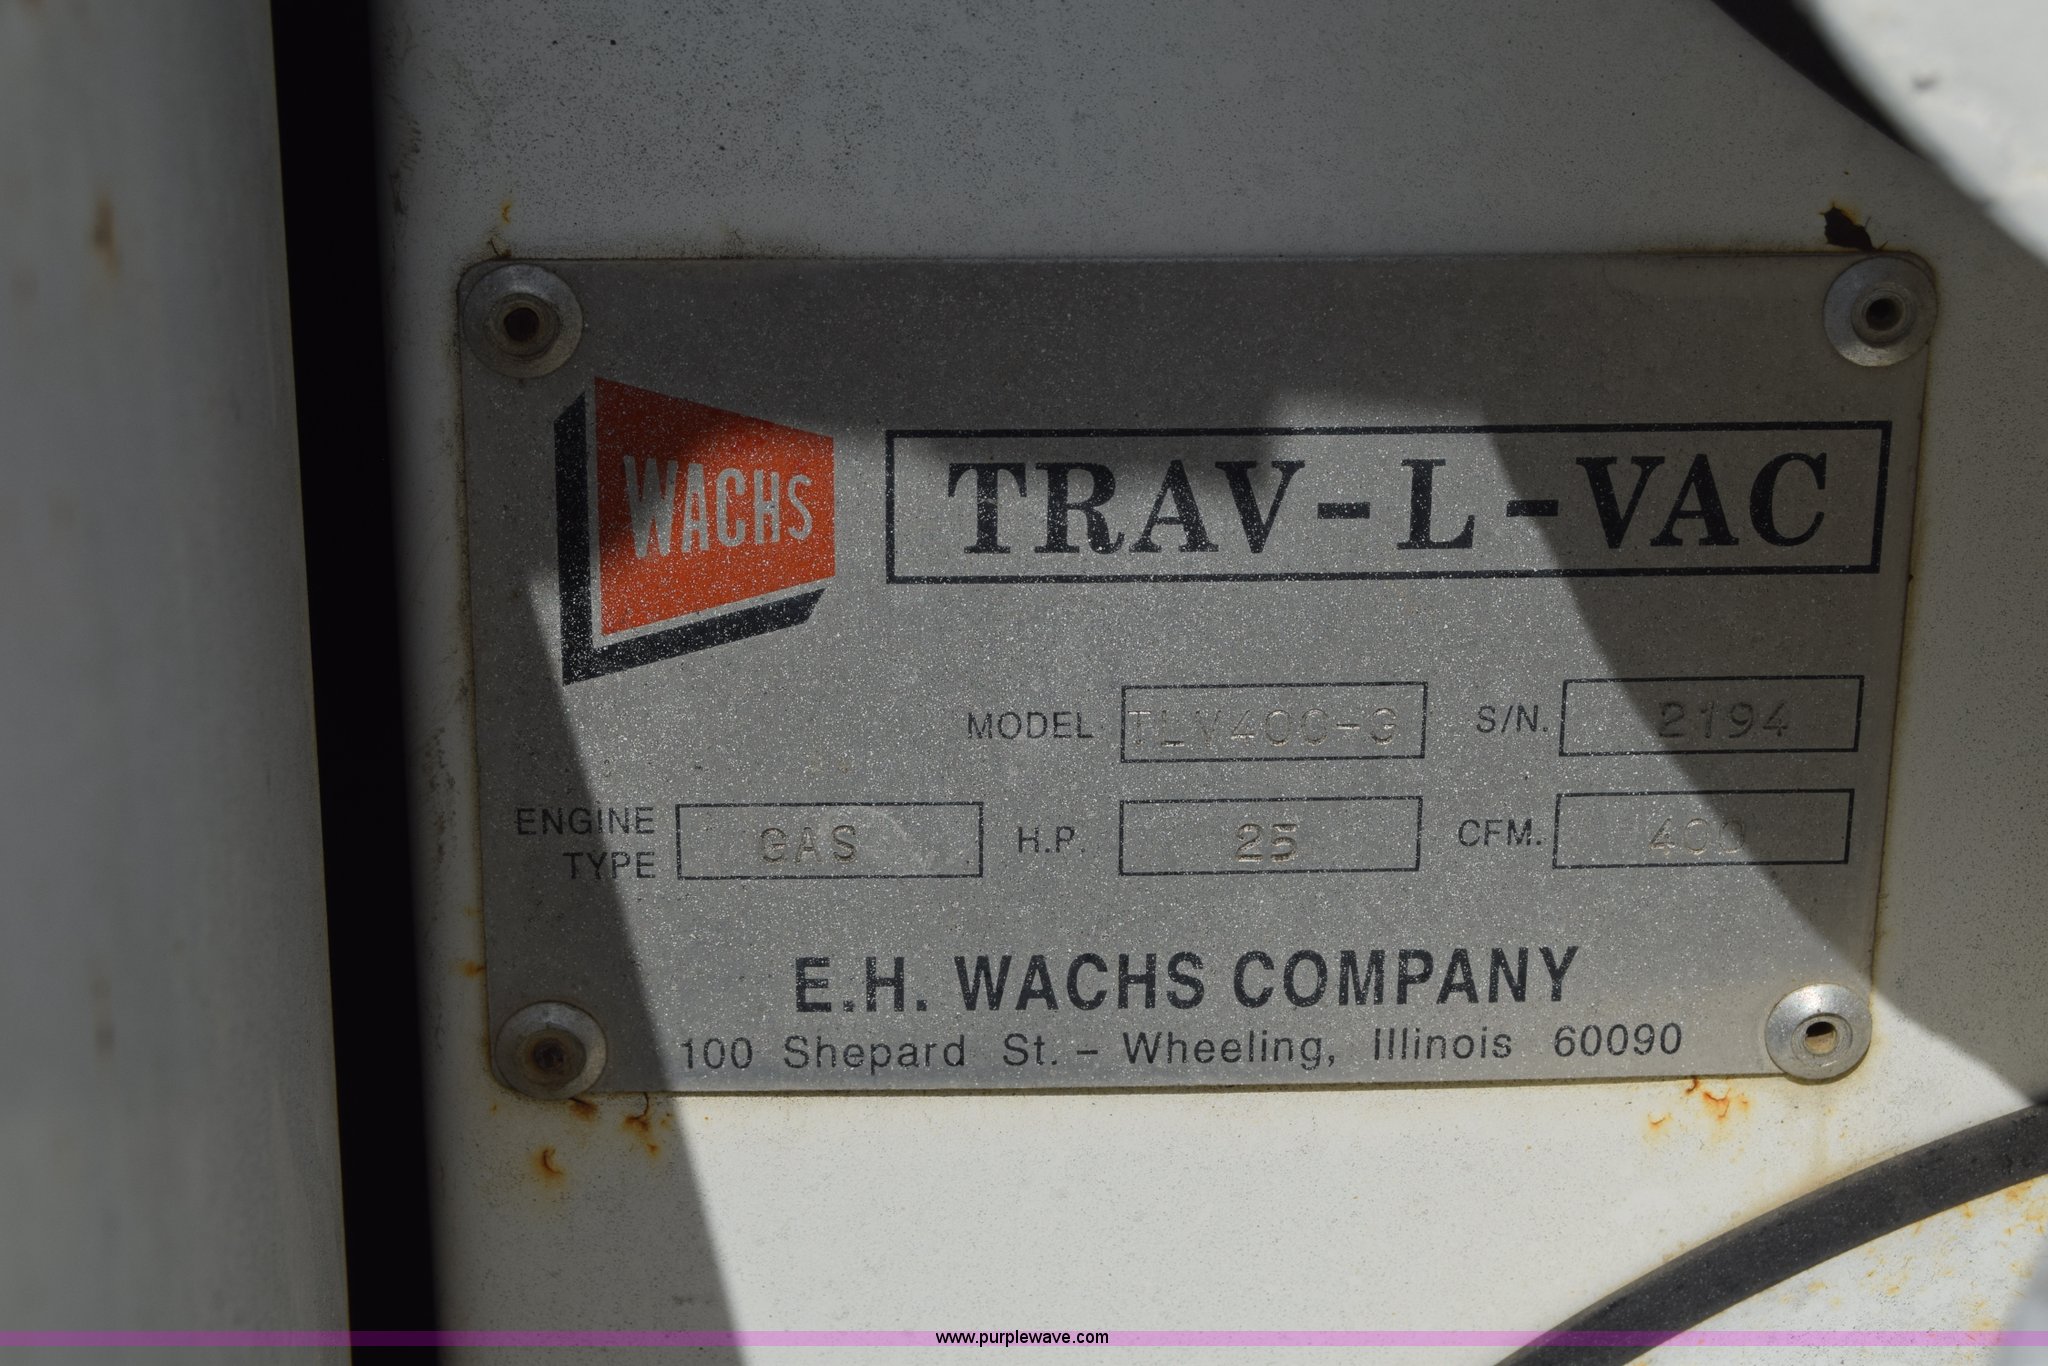 WACHS
TRAV-L-VAC
MODEL TLV400-G S/N. 2194
ENGINE TYPE GAS H.P. 25 CFM. 400
E.H. WACHS COMPANY
100 Shepard St. – Wheeling, Illinois 60090
www.purplewave.com